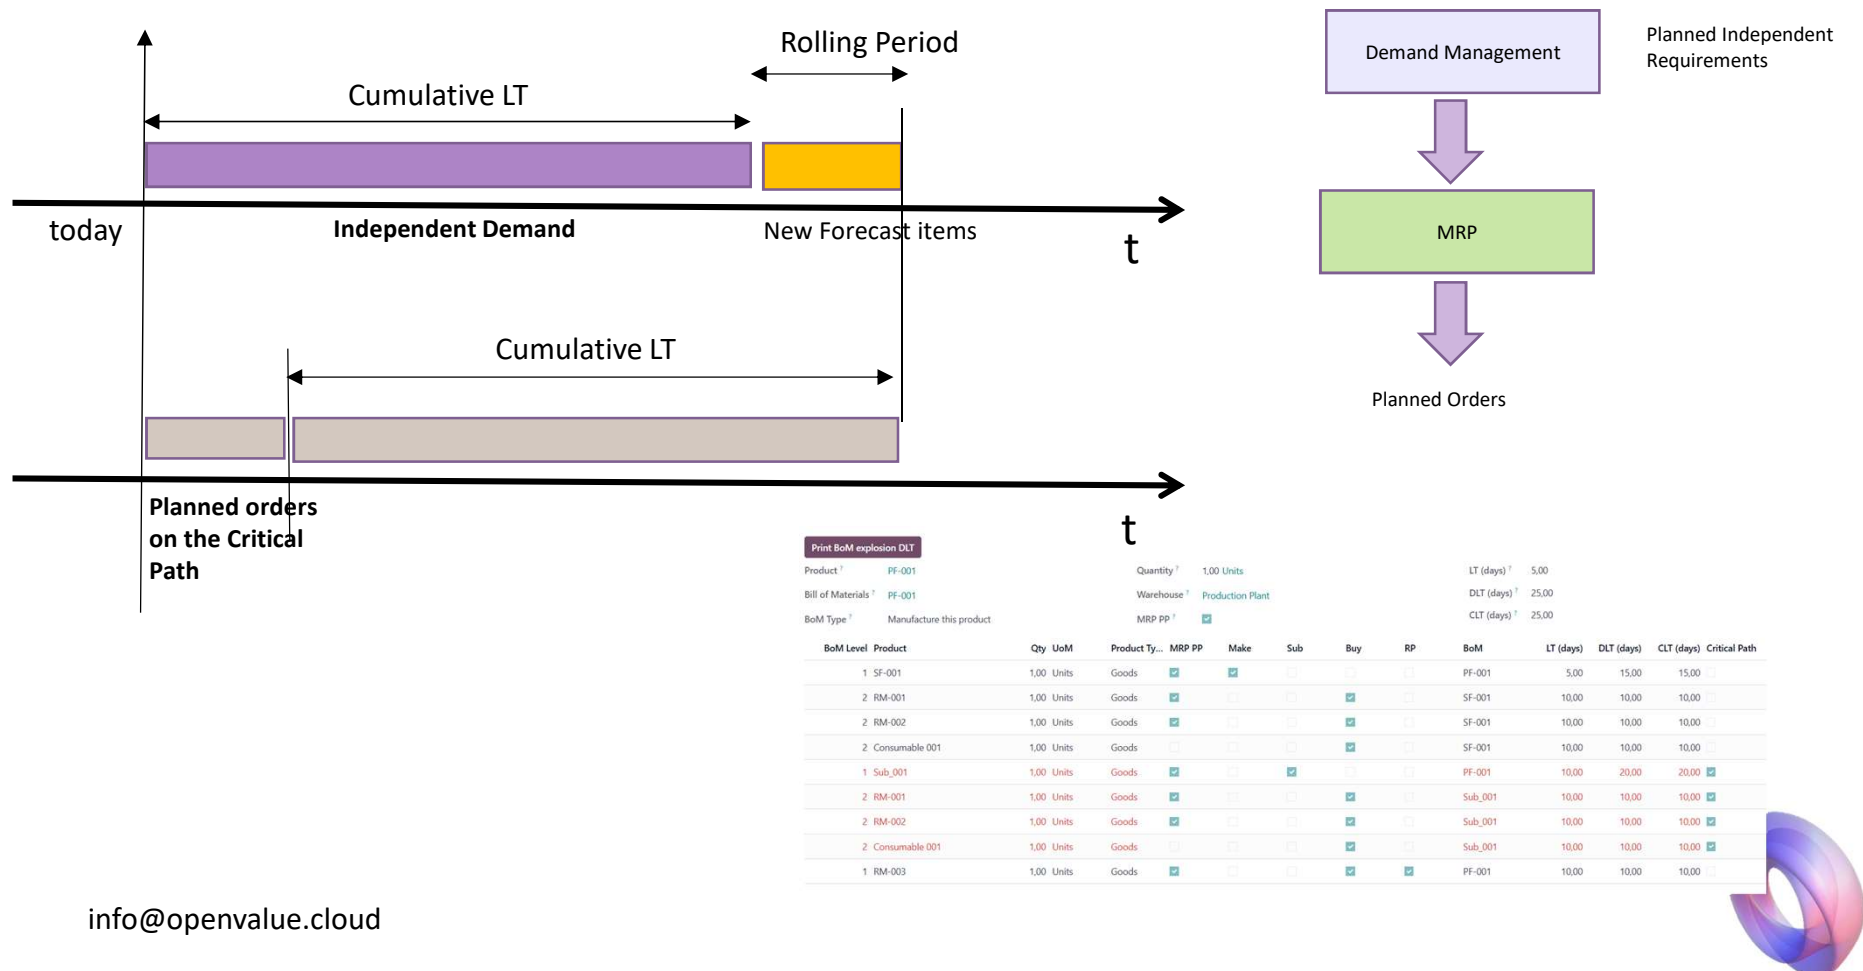 Rolling Period
Cumulative LT
today
Independent Demand
New Forecast items
t
Cumulative LT
Planned orders
on the Critical
Path
t
Demand Management
Planned Independent
Requirements
MRP
Planned Orders
Print BoM explosion DLT
Product ? PF-001 Quantity ? 1,00 Units LT (days) ? 5,00
Bill of Materials ? PF-001 Warehouse ? Production Plant DLT (days) ? 25,00
BoM Type ? Manufacture this product MRP PP ? CLT (days) ? 25,00
BoM Level Product Qty UoM Product Ty... MRP PP Make Sub Buy RP BoM LT (days) DLT (days) CLT (days) Critical Path
1 SF-001 1,00 Units Goods PF-001 5,00 15,00 15,00
2 RM-001 1,00 Units Goods SF-001 10,00 10,00 10,00
2 RM-002 1,00 Units Goods SF-001 10,00 10,00 10,00
2 Consumable 001 1,00 Units Goods SF-001 10,00 10,00 10,00
1 Sub_001 1,00 Units Goods PF-001 10,00 20,00 20,00
2 RM-001 1,00 Units Goods Sub_001 10,00 10,00 10,00
2 RM-002 1,00 Units Goods Sub_001 10,00 10,00 10,00
2 Consumable 001 1,00 Units Goods Sub_001 10,00 10,00 10,00
1 RM-003 1,00 Units Goods PF-001 10,00 10,00 10,00
info@openvalue.cloud